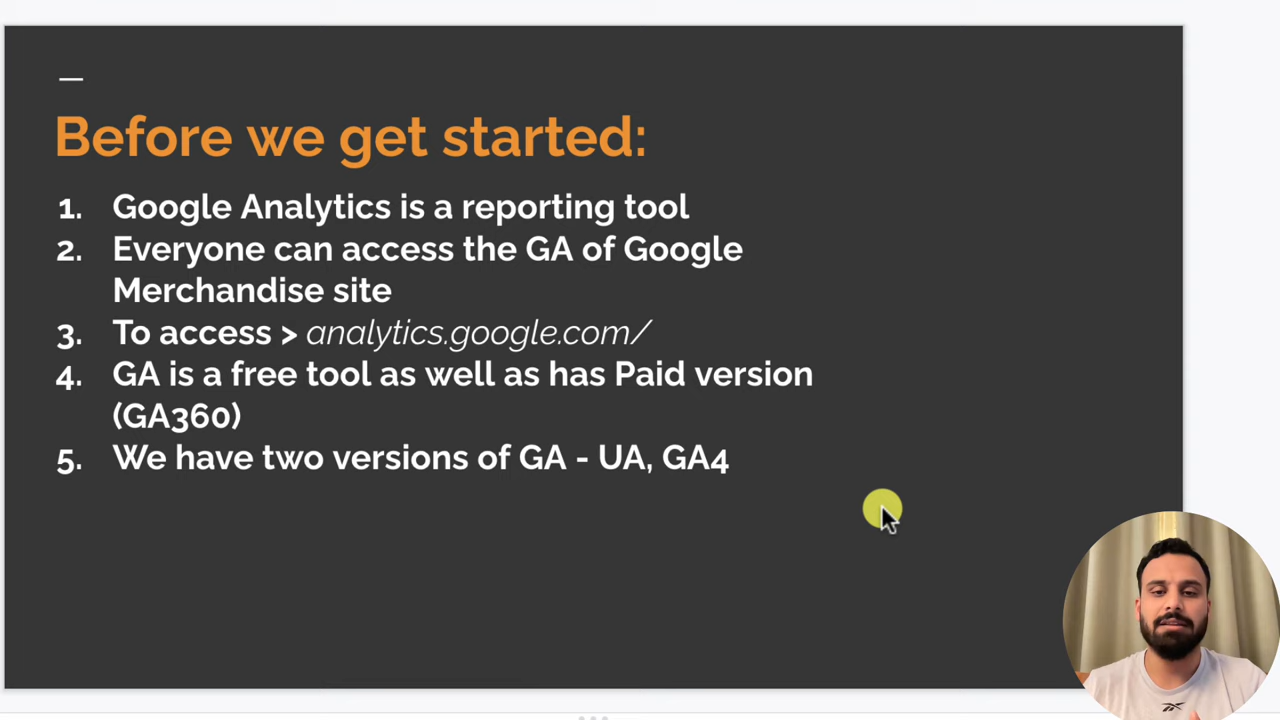 Before we get started:
1. Google Analytics is a reporting tool
2. Everyone can access the GA of Google
Merchandise site
3. To access > analytics.google.com/
4. GA is a free tool as well as has Paid version
(GA360)
5. We have two versions of GA - UA, GA4